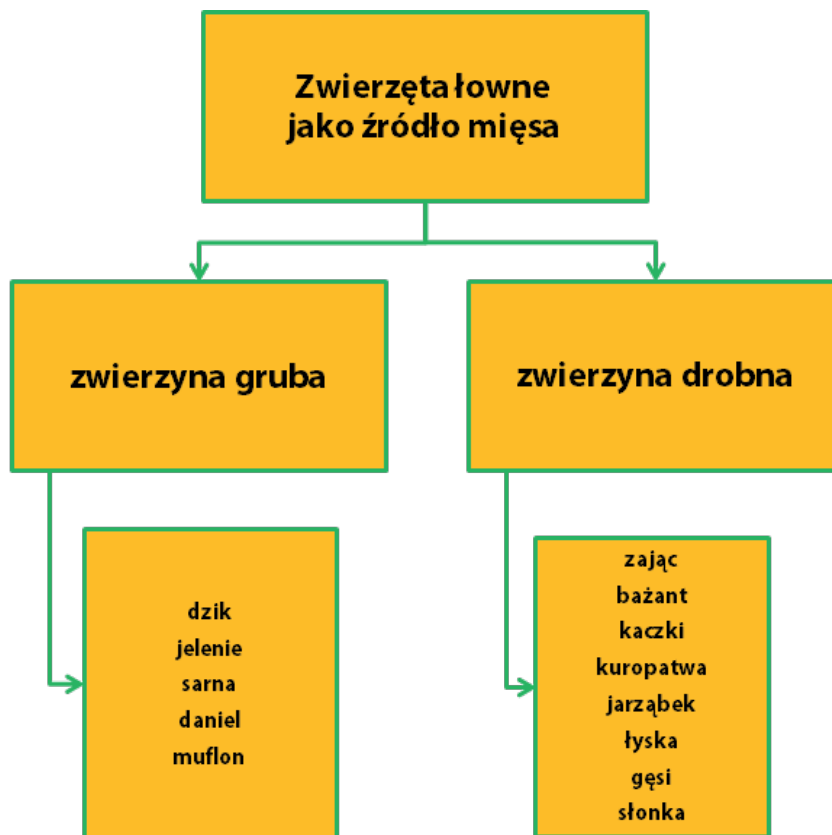 Zwierzęta łowne
jako źródło mięsa
zwierzyna gruba
zwierzyna drobna
dzik
jelenie
sarna
daniel
muflon
zając
bażant
kaczki
kuropatwa
jarząbek
łyska
gęsi
słonka